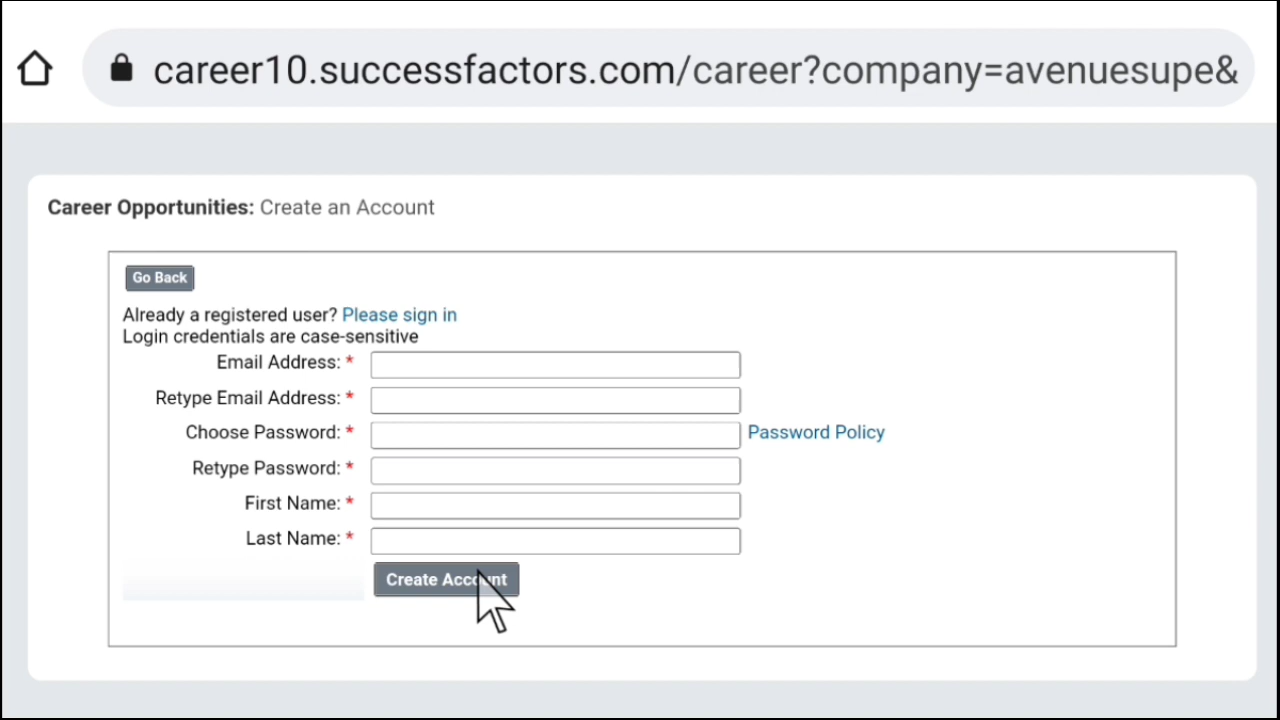 career10.successfactors.com/career?company=avenuesupe&
Career Opportunities: Create an Account
Go Back
Already a registered user? Please sign in
Login credentials are case-sensitive
Email Address: *
Retype Email Address: *
Choose Password: * Password Policy
Retype Password: *
First Name: *
Last Name: *
Create Account